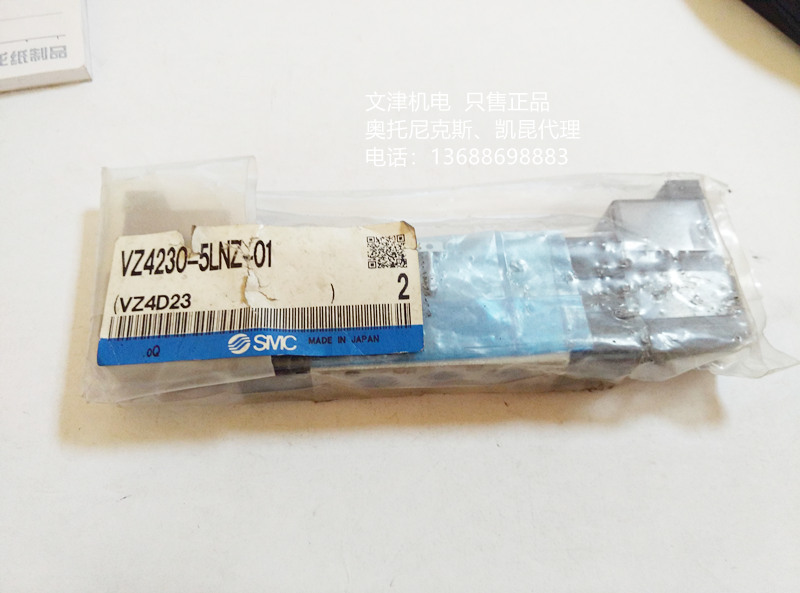 文津机电 只售正品
奥托尼克斯、凯昆代理
电话：13688698883
VZ4230-5LNZ-01
(VZ4D23 )
2
oQ
SMC MADE IN JAPAN